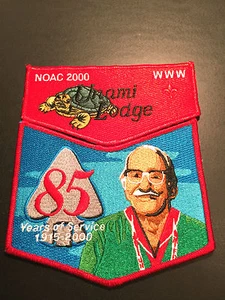 NOAC 2000
WWW
Unami
Lodge
85
Years of Service
1915-2000